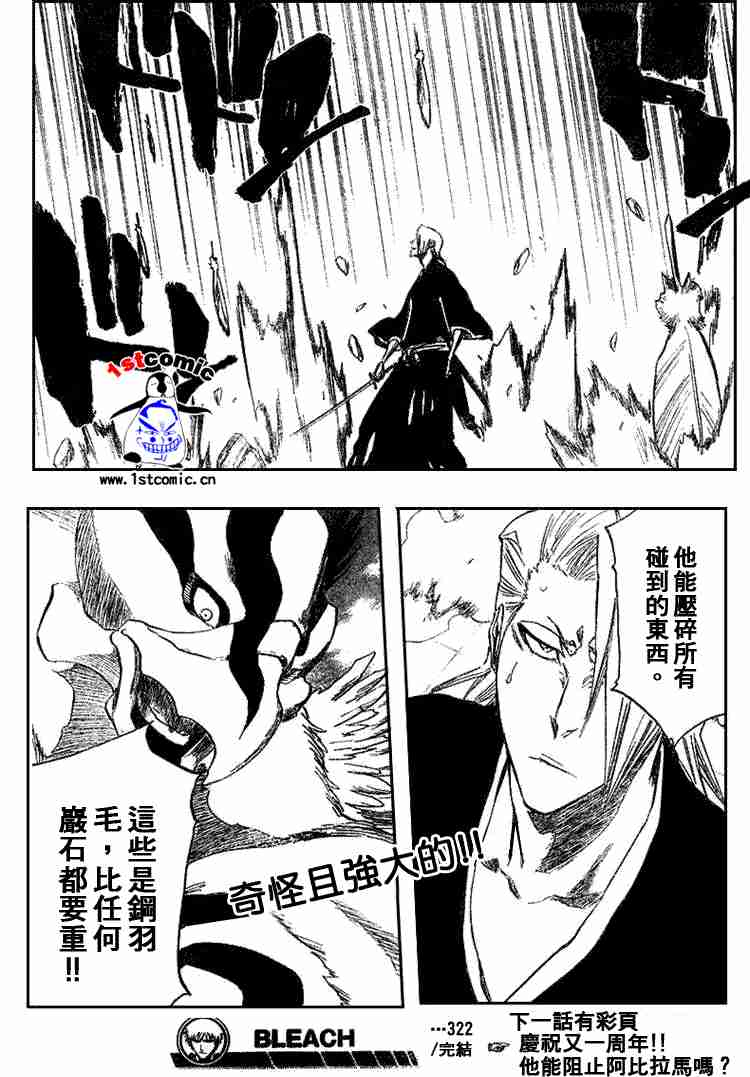 1stcomic
www.1stcomic.cn
他能壓碎所有
碰到的東西。
這些是鋼羽
毛，比任何
巖石都要重!!
奇怪且強大的!!
BLEACH
…322
/完結
☞
下一話有彩頁
慶祝又一周年!!
他能阻止阿比拉馬嗎？